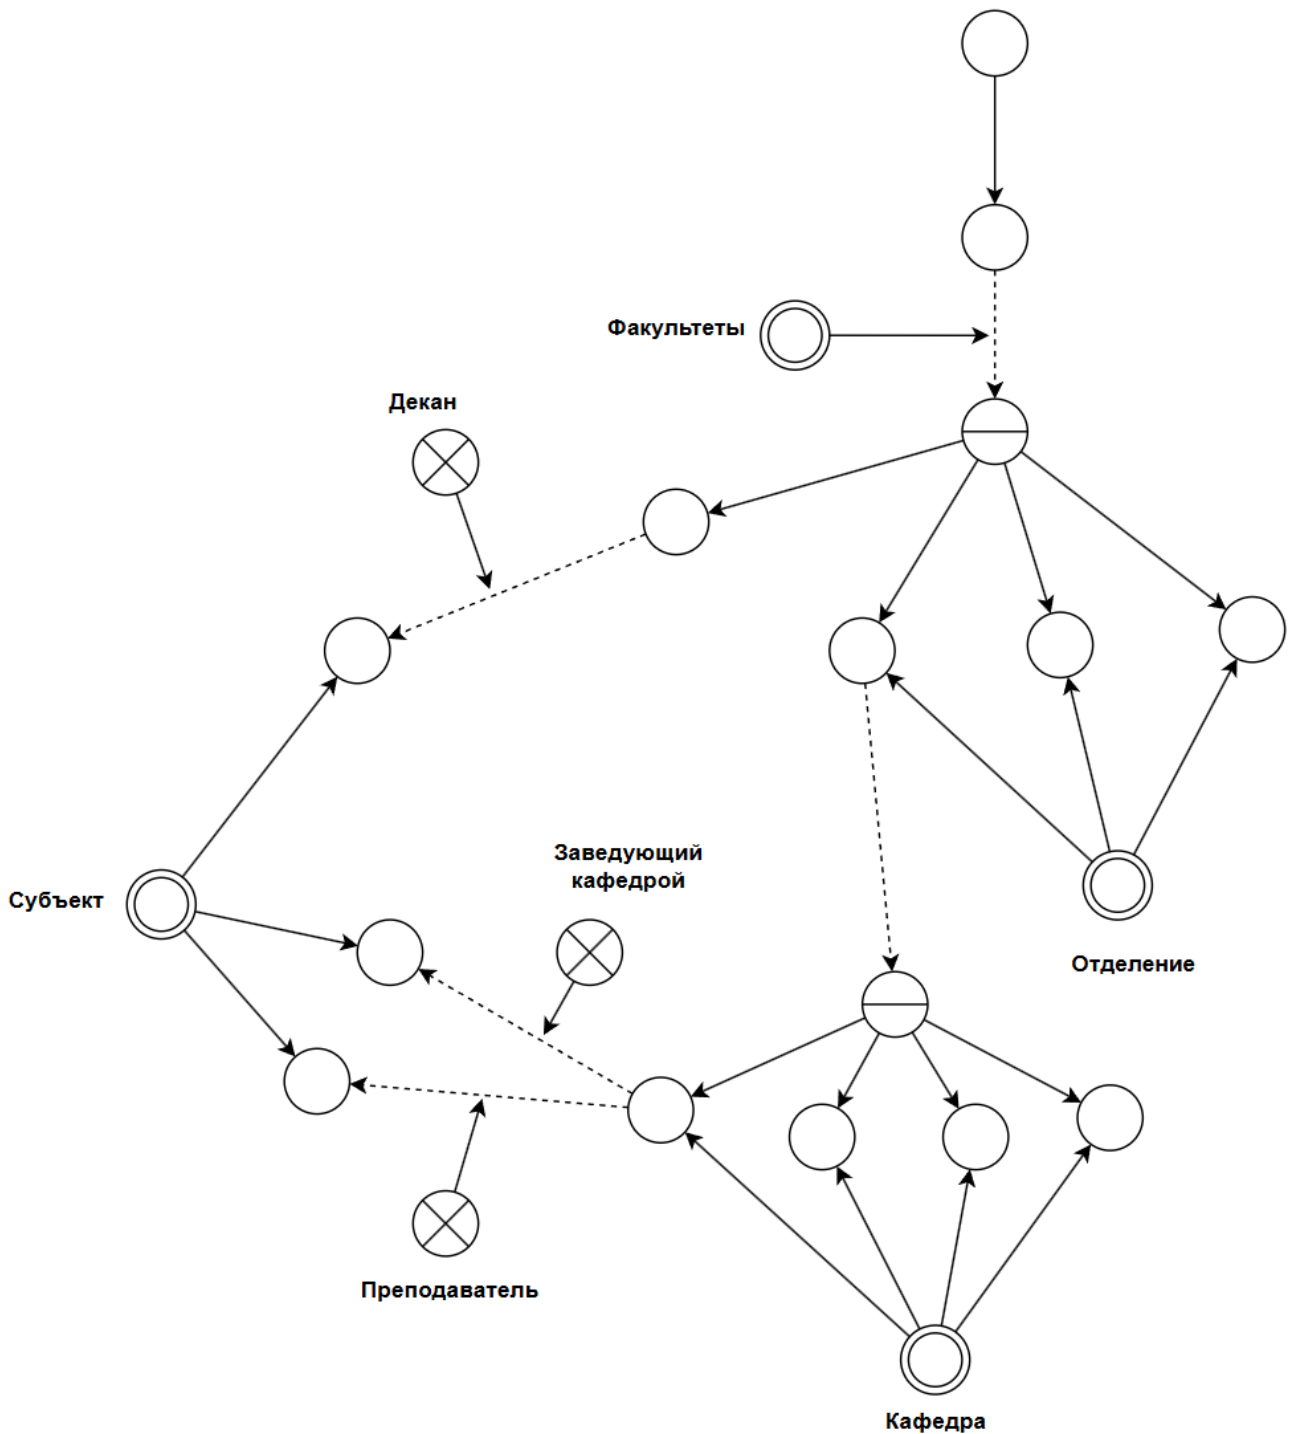 Факультеты
Декан
Заведующий
кафедрой
Субъект
Отделение
Преподаватель
Кафедра